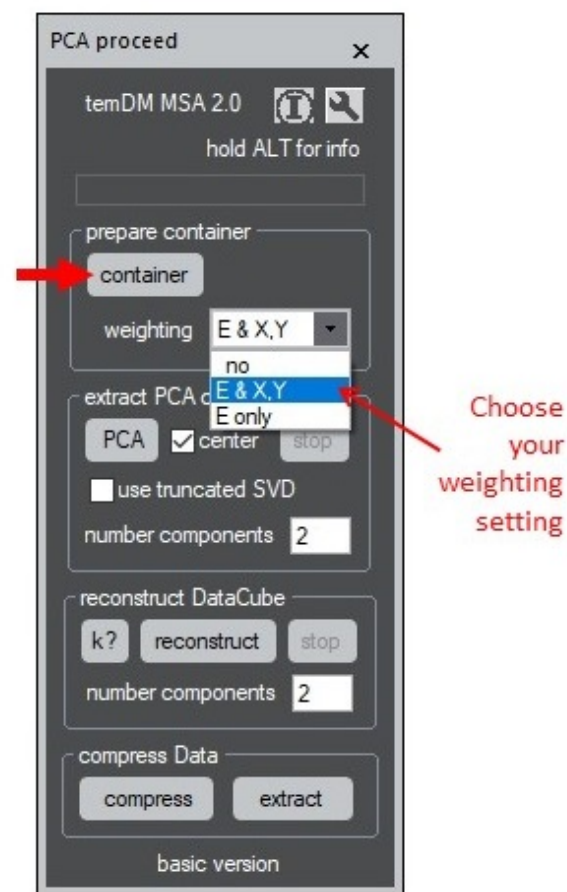 PCA proceed x
temDM MSA 2.0
hold ALT for info
prepare container
container
weighting E & X,Y
no
E & X,Y
E only
extract PCA
PCA center stop
use truncated SVD
number components 2
reconstruct DataCube
k? reconstruct stop
number components 2
compress Data
compress extract
basic version
Choose
your
weighting
setting